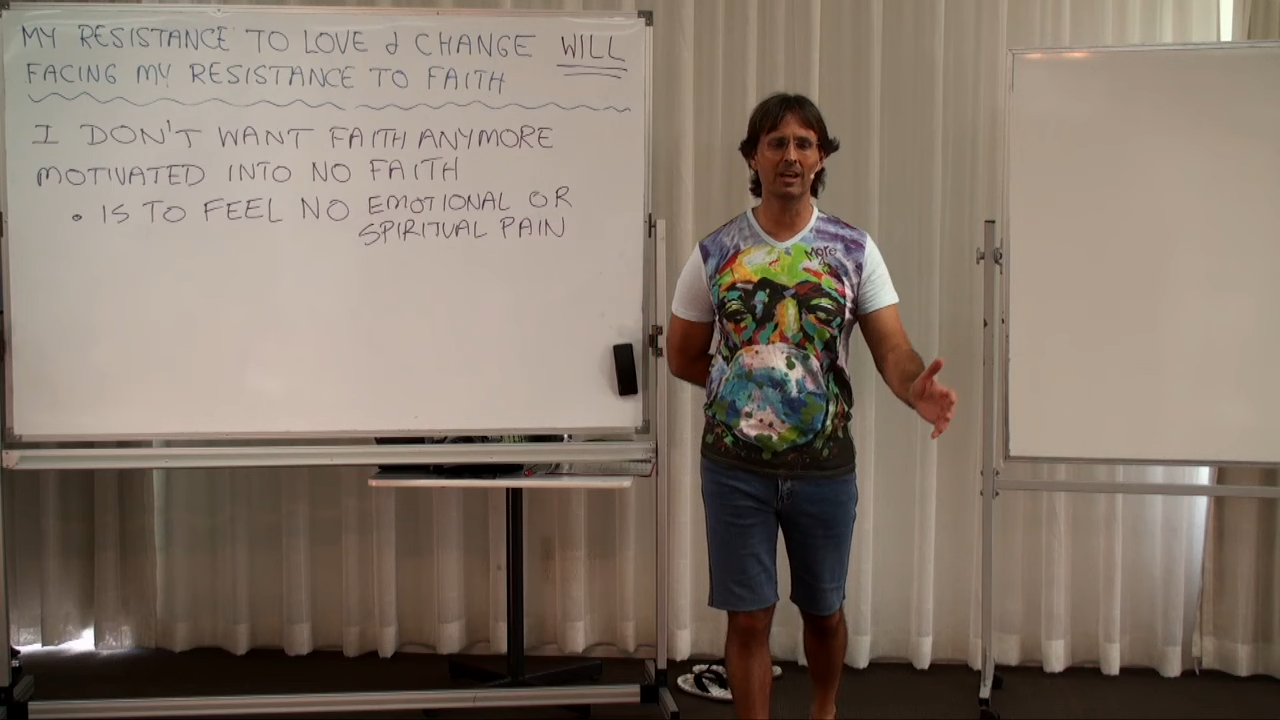 MY RESISTANCE TO LOVE & CHANGE WILL
FACING MY RESISTANCE TO FAITH
I DON'T WANT FAITH ANYMORE
MOTIVATED INTO NO FAITH
• IS TO FEEL NO EMOTIONAL OR
SPIRITUAL PAIN